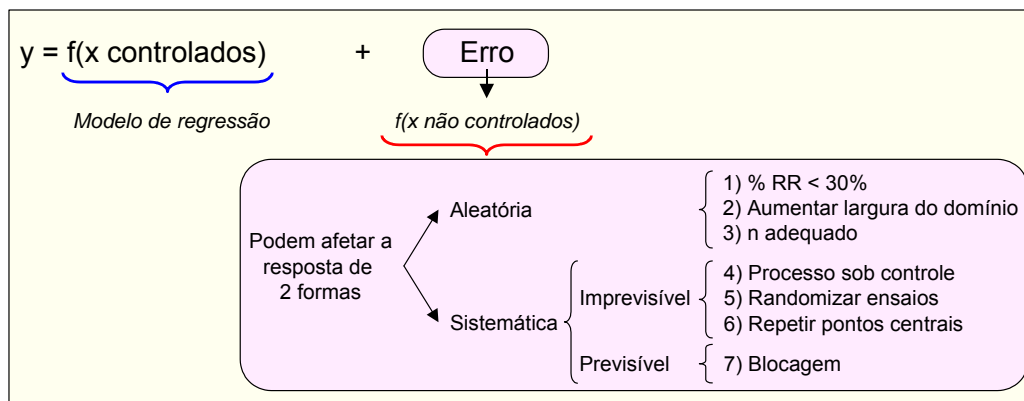 y = f(x controlados) + Erro
Modelo de regressão
f(x não controlados)
Podem afetar a
resposta de
2 formas
Aleatória
1) % RR < 30%
2) Aumentar largura do domínio
3) n adequado
Sistemática
Imprevisível
4) Processo sob controle
5) Randomizar ensaios
6) Repetir pontos centrais
Previsível
7) Blocagem